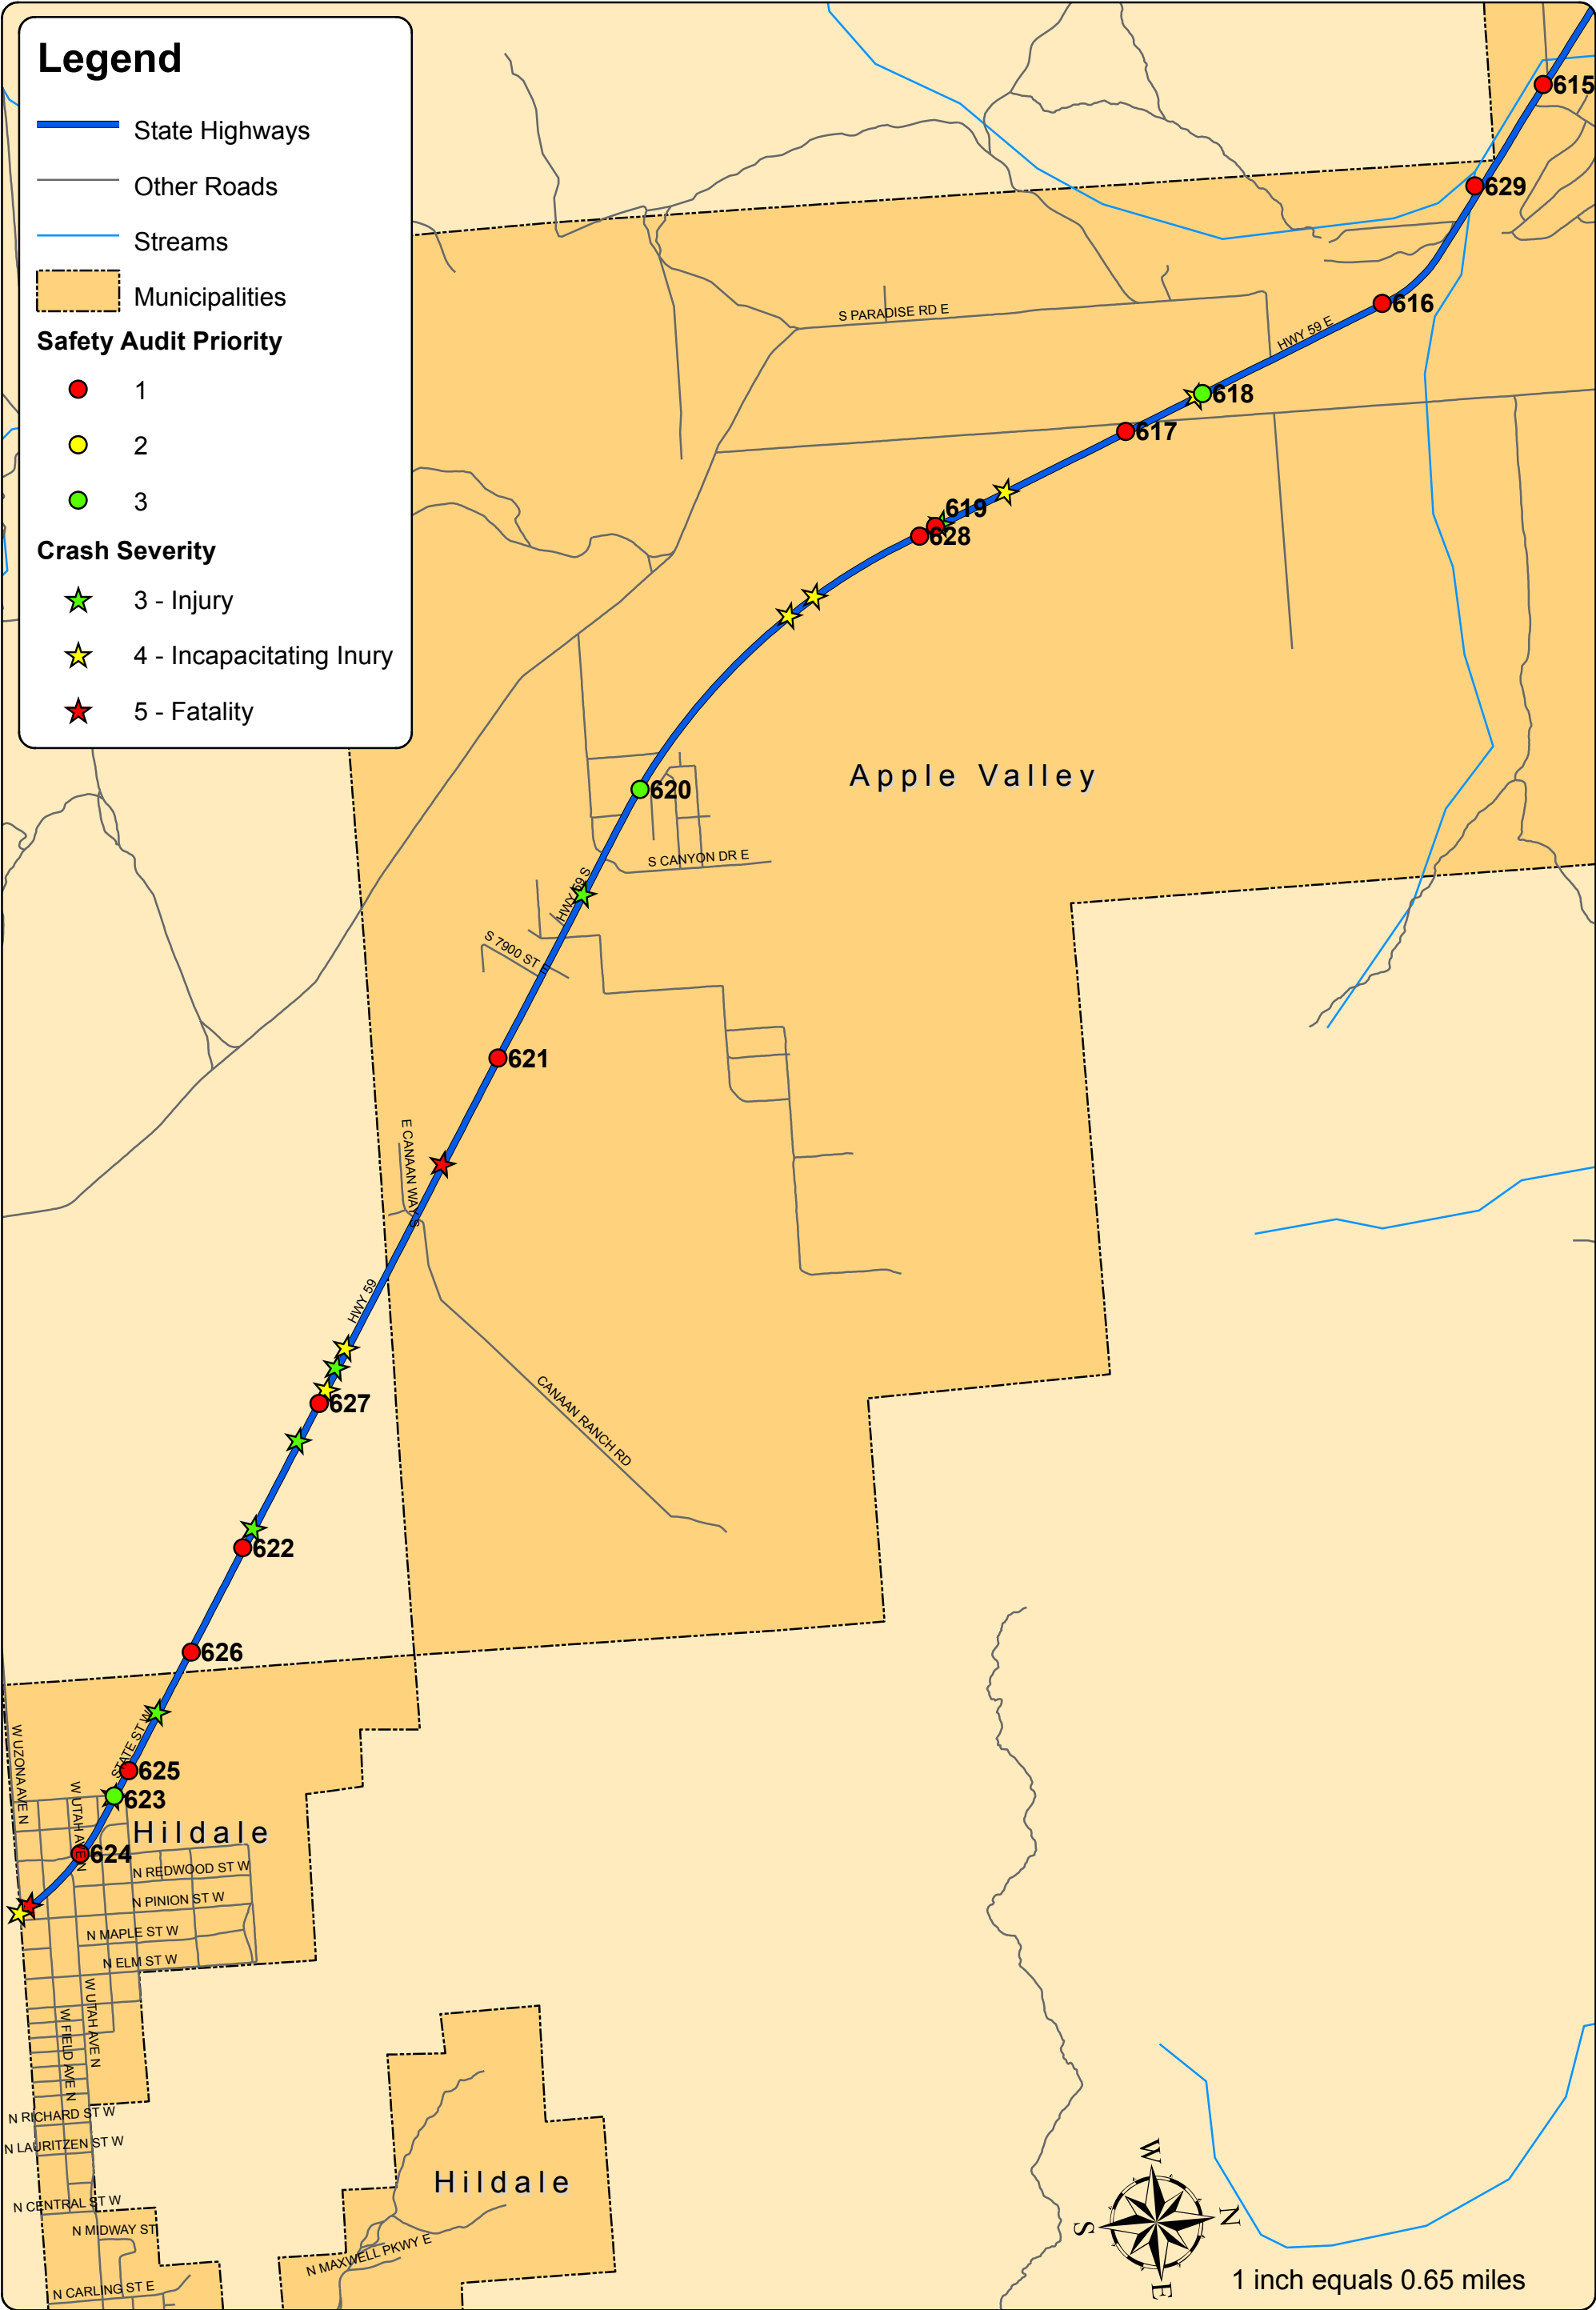 Legend
State Highways
Other Roads
Streams
Municipalities
Safety Audit Priority
1
2
3
Crash Severity
3 - Injury
4 - Incapacitating Inury
5 - Fatality
615
629
616
S PARADISE RD E
HWY 59 E
618
617
619
628
Apple Valley
620
S CANYON DR E
HWY 59 S
S 7900 ST E
621
E CANAAN WAY S
HWY 59
627
CANAAN RANCH RD
622
626
STATE ST W
W UZONA AVE N
625
W UTAH AVE N
623
Hildale
624
N REDWOOD ST W
N PINION ST W
N MAPLE ST W
N ELM ST W
W UTAH AVE N
W FIELD AVE N
N RICHARD ST W
N LAURITZEN ST W
Hildale
N CENTRAL ST W
N MIDWAY ST
N MAXWELL PKWY E
N CARLING ST E
W
N
S
E
1 inch equals 0.65 miles